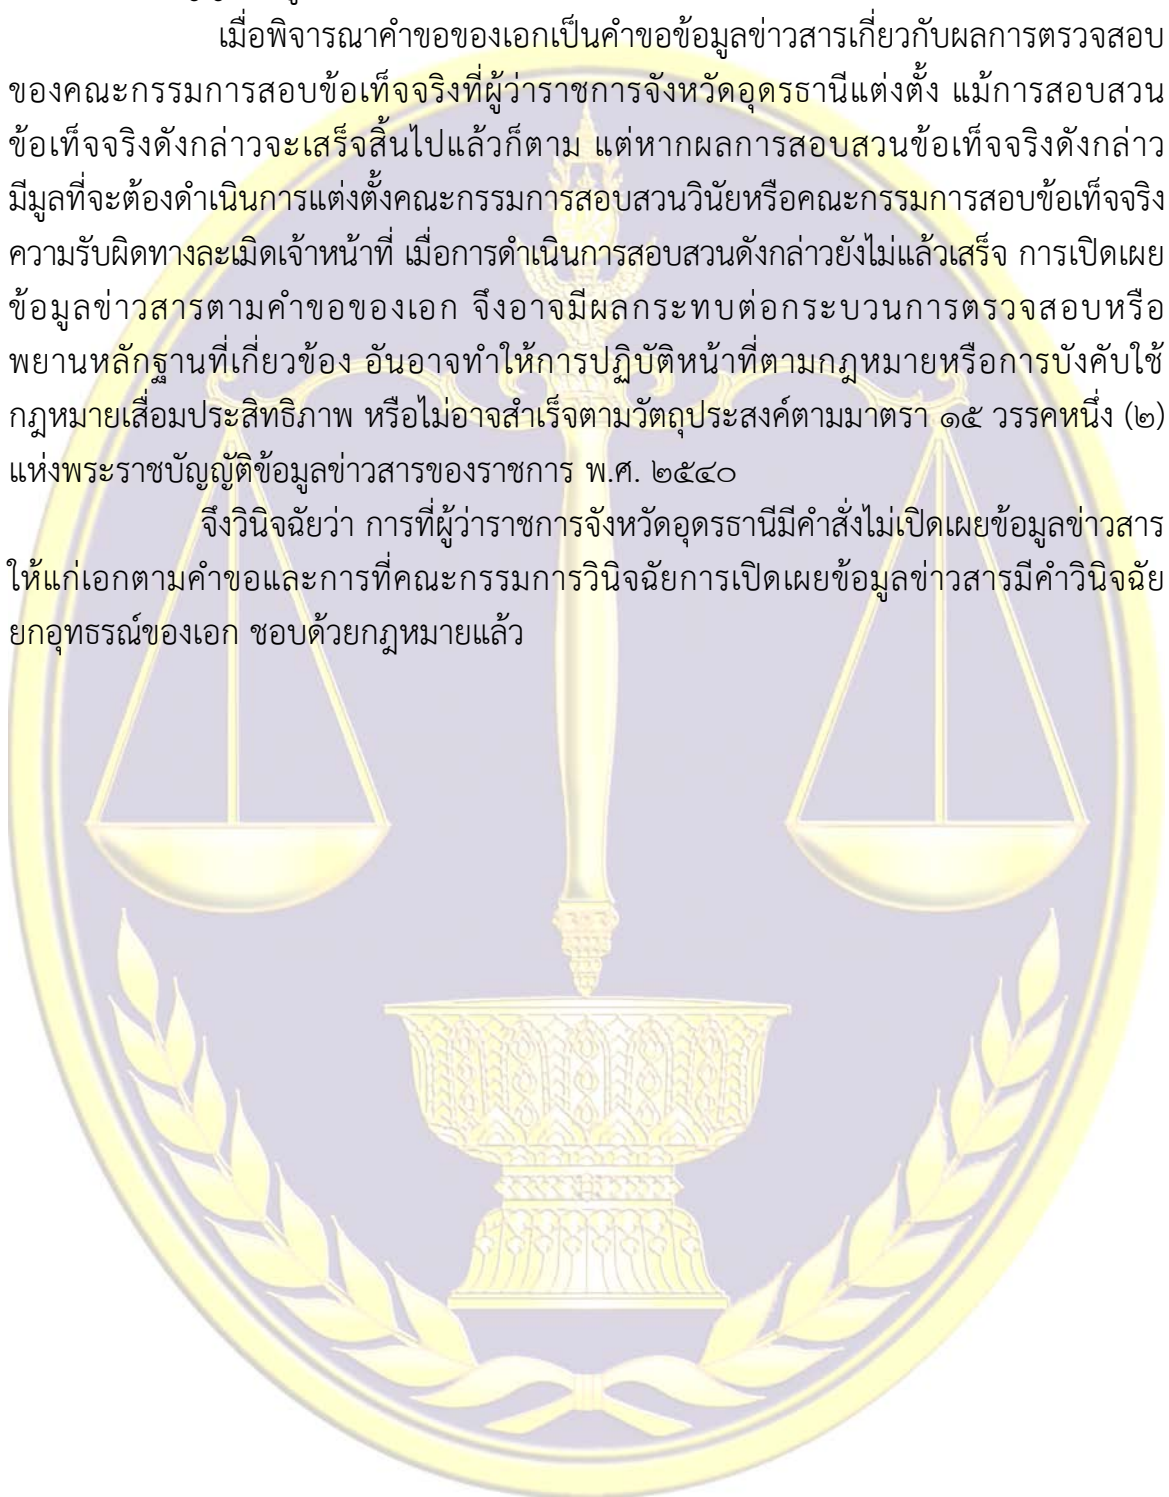 เมื่อพิจารณาคำขอของเอกเป็นคำขอข้อมูลข่าวสารเกี่ยวกับผลการตรวจสอบ
ของคณะกรรมการสอบข้อเท็จจริงที่ผู้ว่าราชการจังหวัดอุดรธานีแต่งตั้ง แม้การสอบสวน
ข้อเท็จจริงดังกล่าวจะเสร็จสิ้นไปแล้วก็ตาม แต่หากผลการสอบสวนข้อเท็จจริงดังกล่าว
มีมูลที่จะต้องดำเนินการแต่งตั้งคณะกรรมการสอบสวนวินัยหรือคณะกรรมการสอบข้อเท็จจริง
ความรับผิดทางละเมิดเจ้าหน้าที่ เมื่อการดำเนินการสอบสวนดังกล่าวยังไม่แล้วเสร็จ การเปิดเผย
ข้อมูลข่าวสารตามคำขอของเอก จึงอาจมีผลกระทบต่อกระบวนการตรวจสอบหรือ
พยานหลักฐานที่เกี่ยวข้อง อันอาจทำให้การปฏิบัติหน้าที่ตามกฎหมายหรือการบังคับใช้
กฎหมายเสื่อมประสิทธิภาพ หรือไม่อาจสำเร็จตามวัตถุประสงค์ตามมาตรา ๑๕ วรรคหนึ่ง (๒)
แห่งพระราชบัญญัติข้อมูลข่าวสารของราชการ พ.ศ. ๒๕๔๐
จึงวินิจฉัยว่า การที่ผู้ว่าราชการจังหวัดอุดรธานีมีคำสั่งไม่เปิดเผยข้อมูลข่าวสาร
ให้แก่เอกตามคำขอและการที่คณะกรรมการวินิจฉัยการเปิดเผยข้อมูลข่าวสารมีคำวินิจฉัย
ยกอุทธรณ์ของเอก ชอบด้วยกฎหมายแล้ว